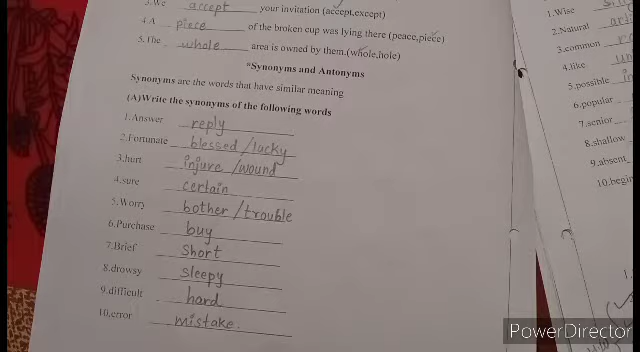 3.We accept your invitation (accept,except)
4.A piece of the broken cup was lying there (peace,piece)
5.The whole area is owned by them.(whole,hole)
*Synonyms and Antonyms
Synonyms are the words that have similar meaning
(A)Write the synonyms of the following words
1.Answer reply
2.Fortunate blessed/lucky
3.hurt injure/wound
4.sure certain
5.Worry bother/trouble
6.Purchase buy
7.Brief short
8.drowsy sleepy
9.difficult hard
10.error mistake.
1.Wise
2.Natural
3.common
4.like
5.possible
6.popular
7.senior
8.shallow
9.absent
10.begin
PowerDirector